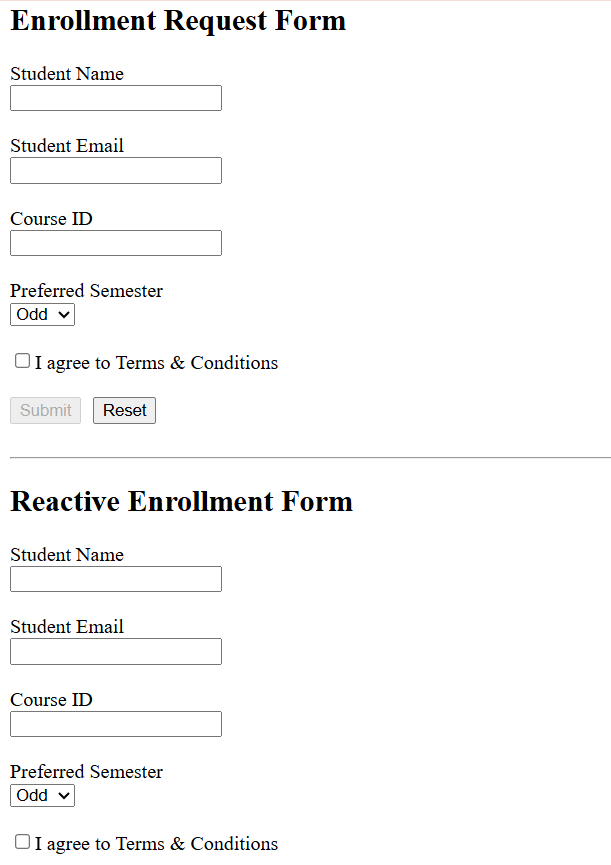 Enrollment Request Form
Student Name
Student Email
Course ID
Preferred Semester
Odd
I agree to Terms & Conditions
Submit Reset
Reactive Enrollment Form
Student Name
Student Email
Course ID
Preferred Semester
Odd
I agree to Terms & Conditions